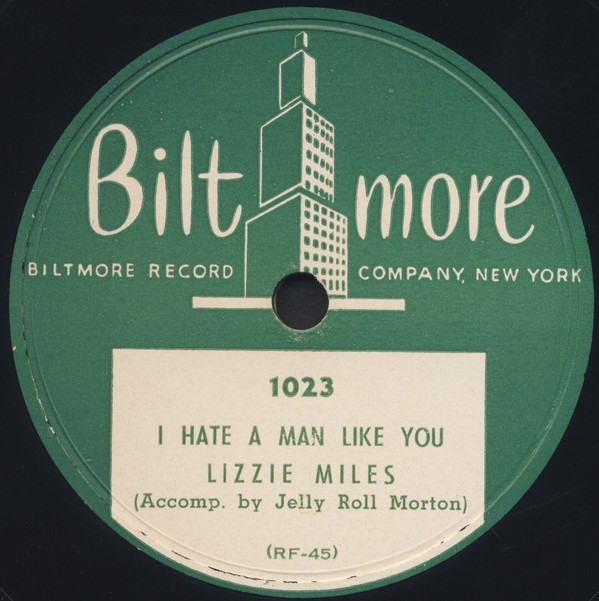 Biltmore
BILTMORE RECORD COMPANY, NEW YORK
1023
I HATE A MAN LIKE YOU
LIZZIE MILES
(Accomp. by Jelly Roll Morton)
(RF-45)